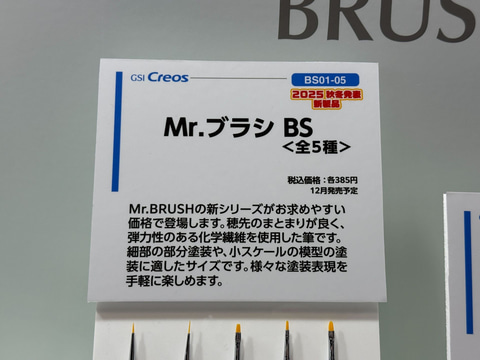 BRUS
GSI Creos
BS01-05
2025 秋冬発表
新製品
Mr.ブラシ BS
＜全5種＞
税込価格：各385円
12月発売予定
Mr.BRUSHの新シリーズがお求めやすい
価格で登場します。穂先のまとまりが良く、
弾力性のある化学繊維を使用した筆です。
細部の部分塗装や、小スケールの模型の塗
装に適したサイズです。様々な塗装表現を
手軽に楽しめます。